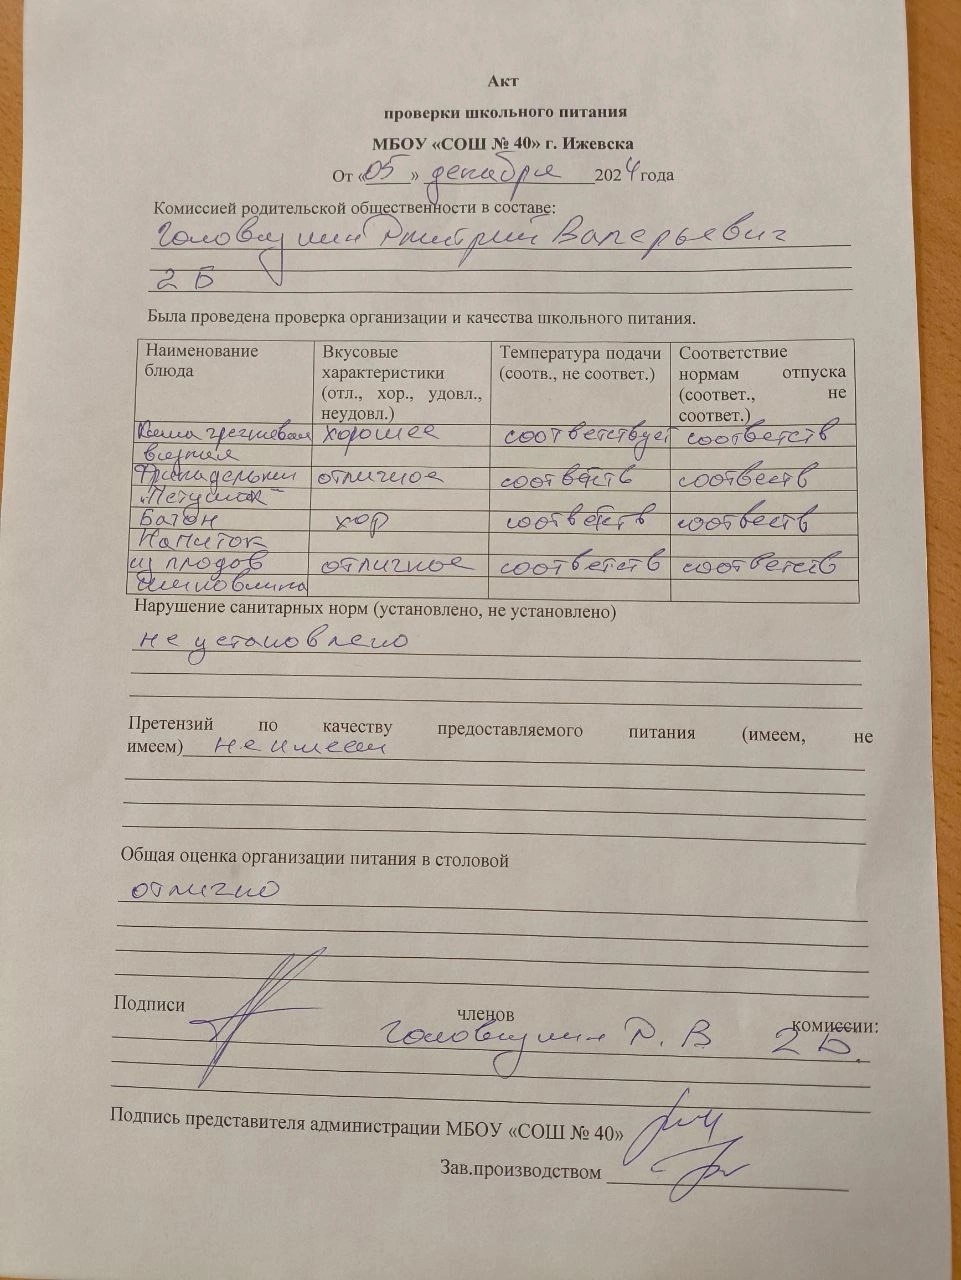 Акт
проверки школьного питания
МБОУ «СОШ № 40» г. Ижевска
От «05» декабря 2024 года
Комиссией родительской общественности в составе:
Дмитрий Валерьевич
2 Б
Была проведена проверка организации и качества школьного питания.
Наименование блюда | Вкусовые характеристики (отл., хор., удовл., неудовл.) | Температура подачи (соотв., не соответ.) | Соответствие нормам отпуска (соответ., не соответ.)
Каша гречневая | хорошее | соответствует | соответств
вязкая
Фрикадельки | отличное | соответств | соотвеств
"Петушок"
Батон | хор | соответств | соотвеств
Напиток
из плодов | отличное | соответств | соответств
шиповника
Нарушение санитарных норм (установлено, не установлено)
не установлено
Претензий по качеству предоставляемого питания (имеем, не
имеем) не имеем
Общая оценка организации питания в столовой
отлично
Подписи членов комиссии:
Д. В. 2 Б.
Подпись представителя администрации МБОУ «СОШ № 40»
Зав.производством